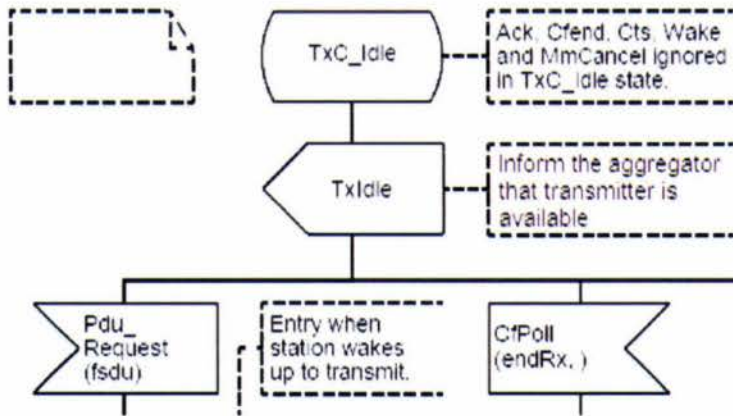 TxC_Idle
Ack, Cfend, Cts, Wake
and MmCancel ignored
in TxC_Idle state.
TxIdle
Inform the aggregator
that transmitter is
available
Pdu_
Request
(fsdu)
Entry when
station wakes
up to transmit.
CfPoll
(endRx, )